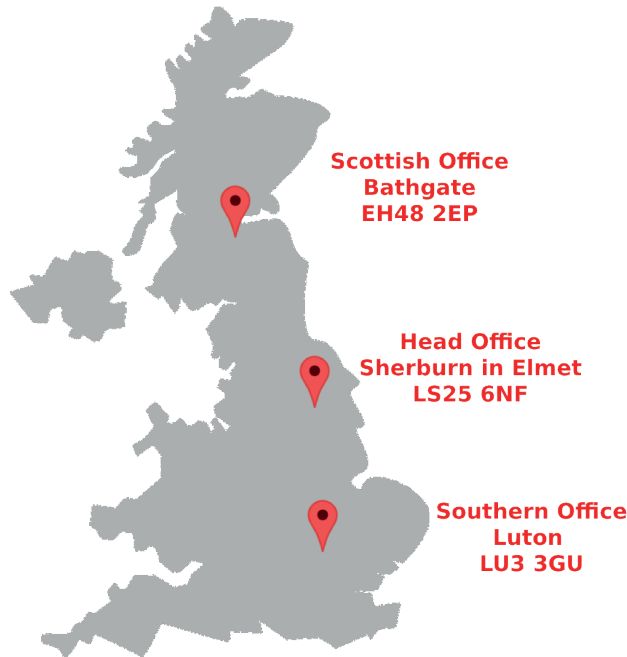 Scottish Office
Bathgate
EH48 2EP
Head Office
Sherburn in Elmet
LS25 6NF
Southern Office
Luton
LU3 3GU